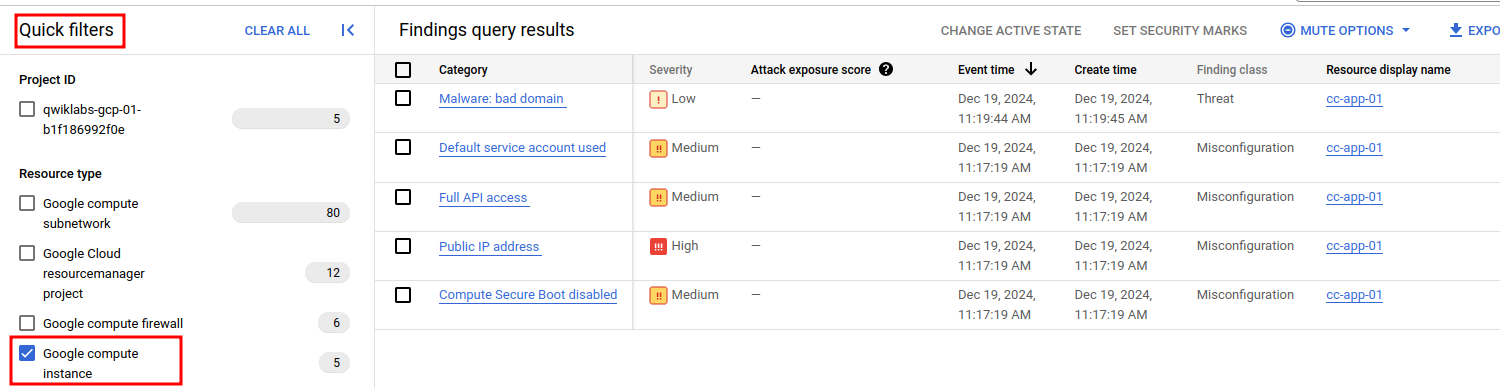 Quick filters
CLEAR ALL
Project ID
qwiklabs-gcp-01-
b1f186992f0e
5
Resource type
Google compute
subnetwork
80
Google Cloud
resourcemanager
project
12
Google compute firewall
6
Google compute
instance
5
Findings query results
CHANGE ACTIVE STATE SET SECURITY MARKS MUTE OPTIONS EXPO
Category Severity Attack exposure score ? Event time Create time Finding class Resource display name
Malware: bad domain ! Low — Dec 19, 2024, Dec 19, 2024, Threat cc-app-01
11:19:44 AM 11:19:45 AM
Default service account used !! Medium — Dec 19, 2024, Dec 19, 2024, Misconfiguration cc-app-01
11:17:19 AM 11:17:19 AM
Full API access !! Medium — Dec 19, 2024, Dec 19, 2024, Misconfiguration cc-app-01
11:17:19 AM 11:17:19 AM
Public IP address !!! High — Dec 19, 2024, Dec 19, 2024, Misconfiguration cc-app-01
11:17:19 AM 11:17:19 AM
Compute Secure Boot disabled !! Medium — Dec 19, 2024, Dec 19, 2024, Misconfiguration cc-app-01
11:17:19 AM 11:17:19 AM